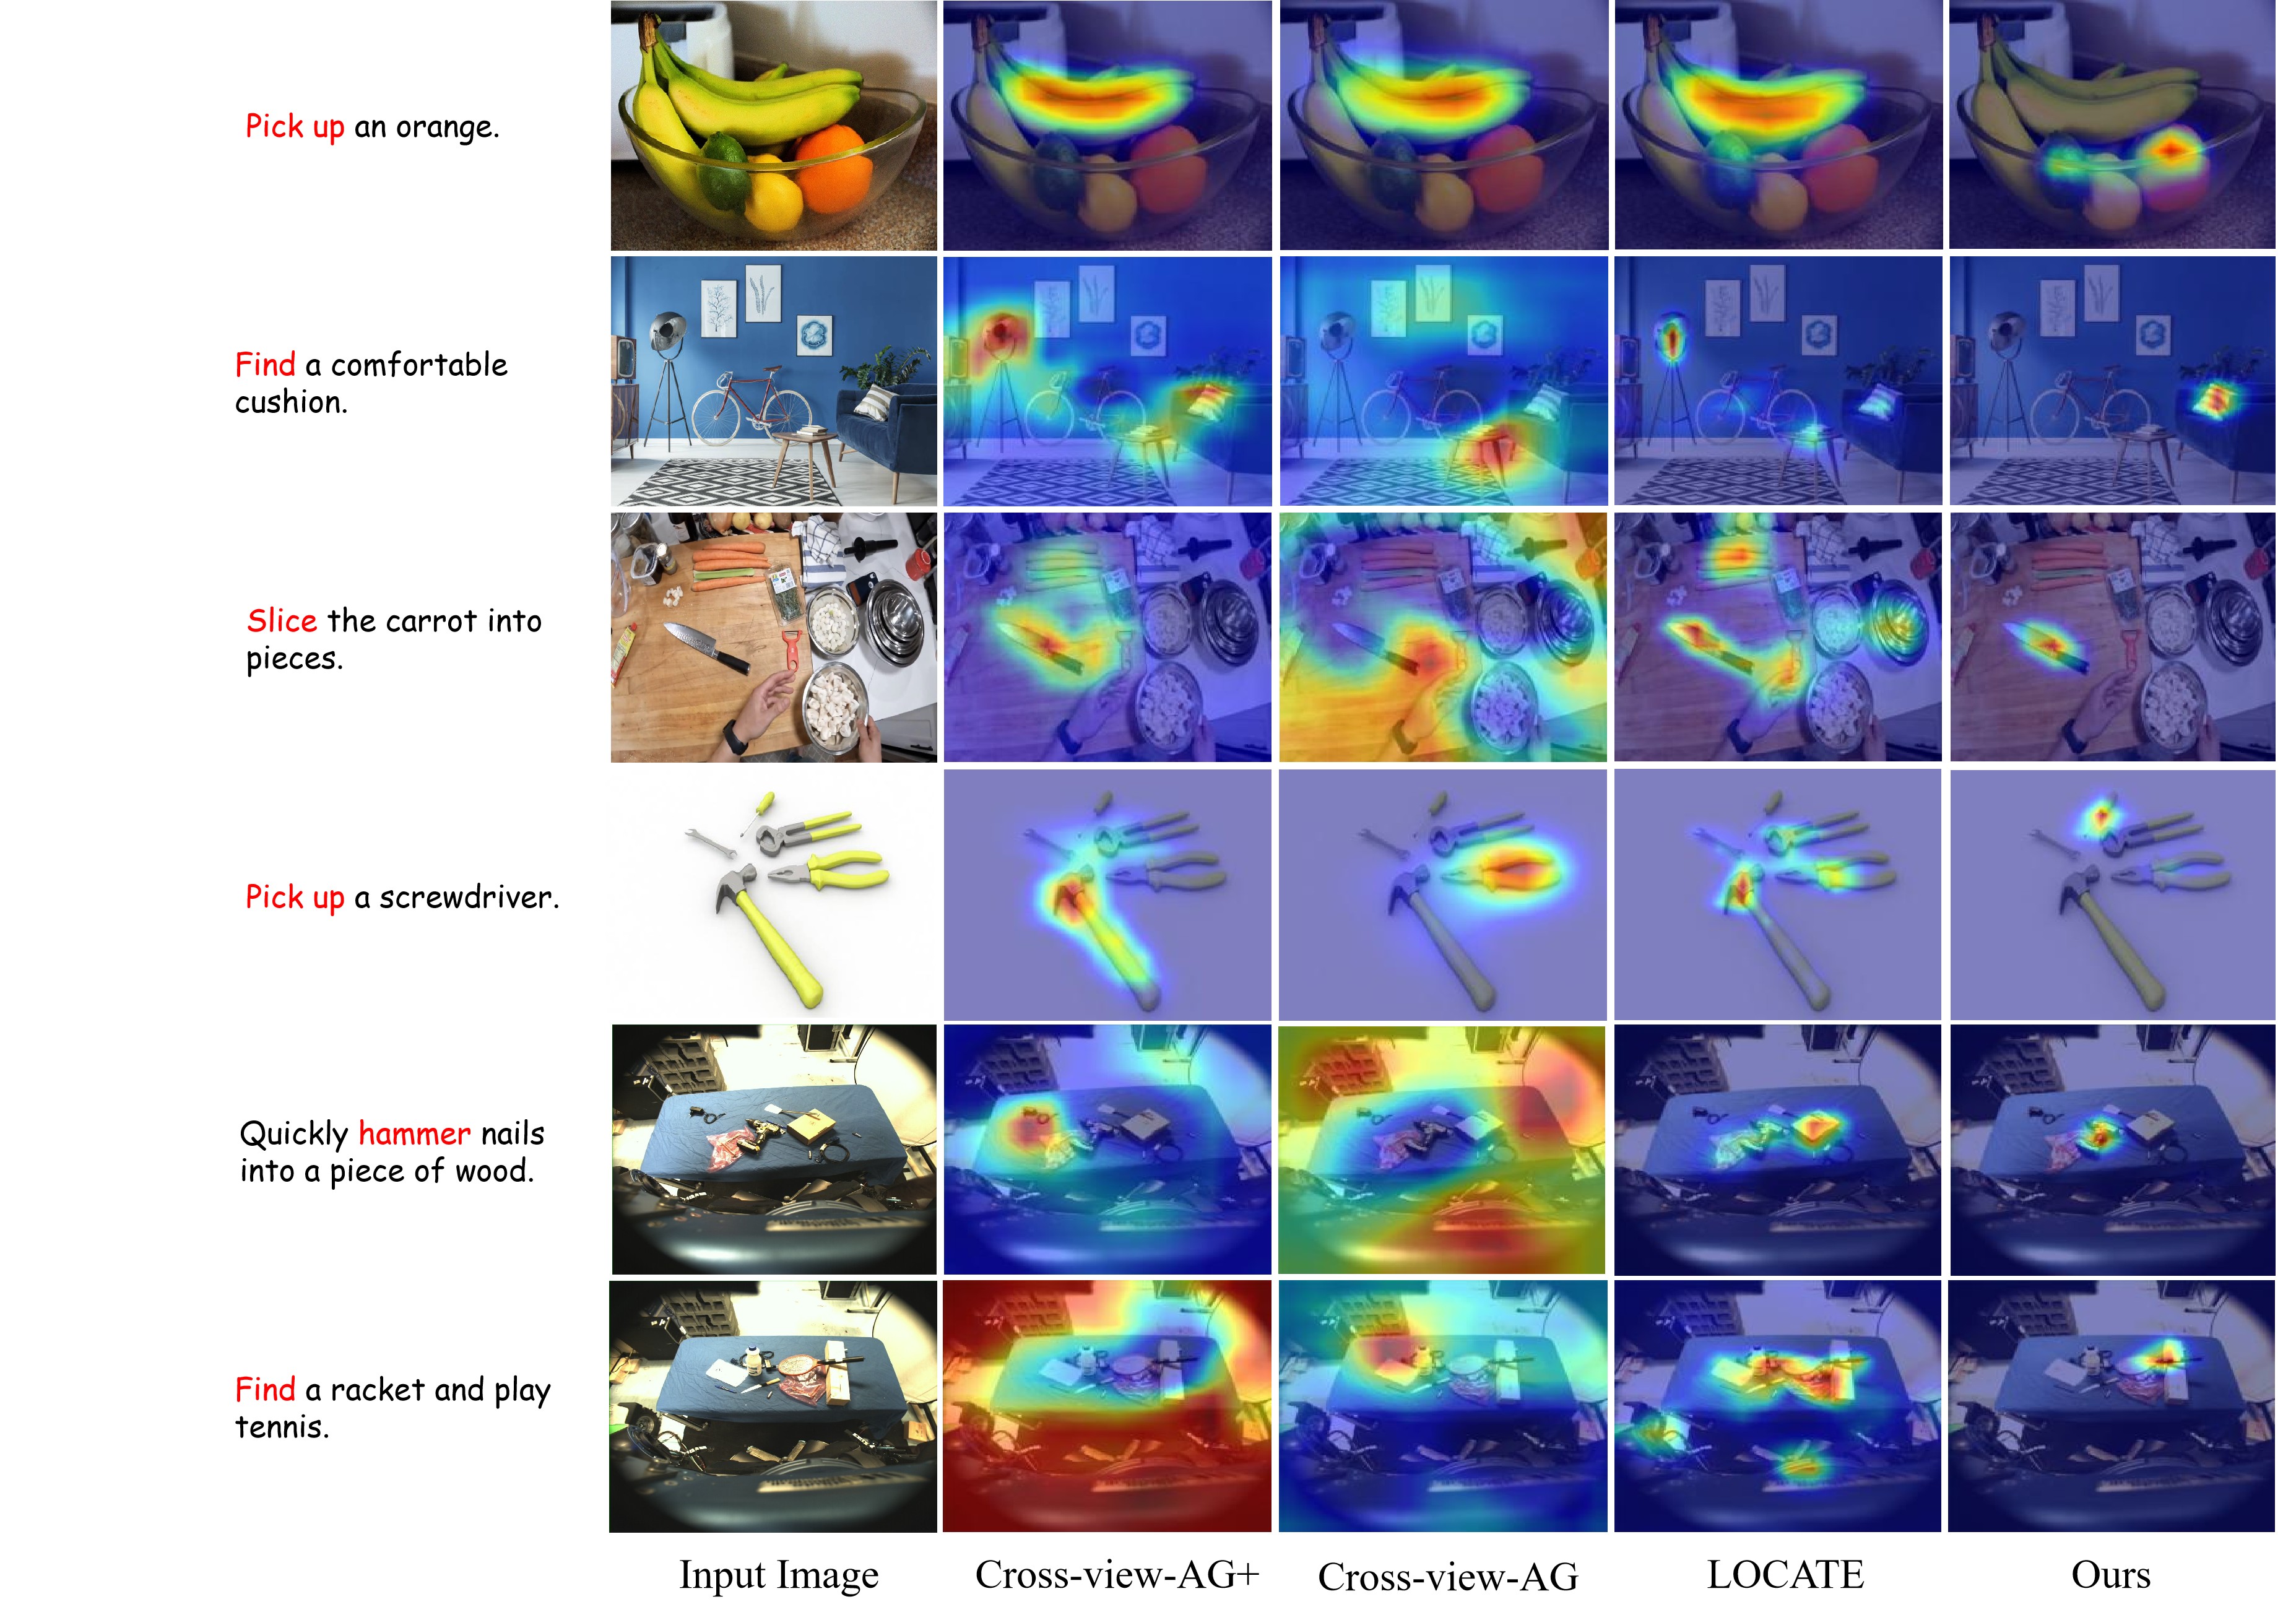 Pick up an orange.
Find a comfortable
cushion.
Slice the carrot into
pieces.
Pick up a screwdriver.
Quickly hammer nails
into a piece of wood.
Find a racket and play
tennis.
Input Image
Cross-view-AG+
Cross-view-AG
LOCATE
Ours